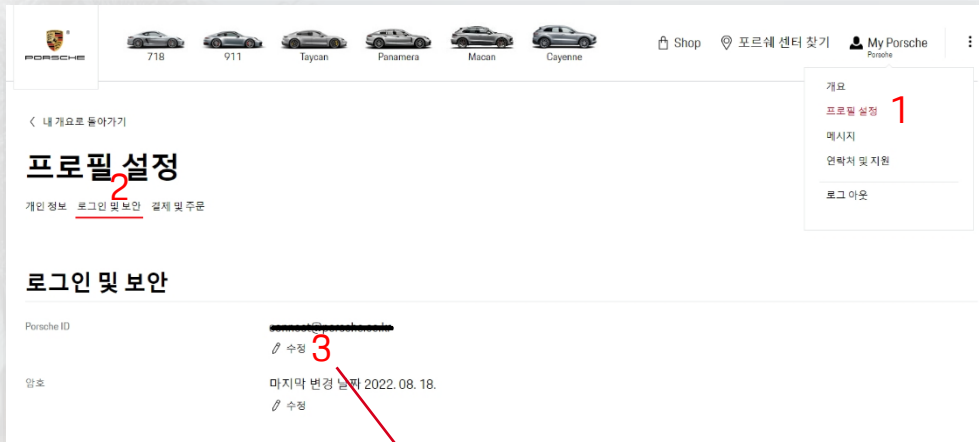 PORSCHE
718
911
Taycan
Panamera
Macan
Cayenne
Shop
포르쉐 센터 찾기
My Porsche
Porsche
개요
프로필 설정 1
메시지
연락처 및 지원
로그 아웃
내 개요로 돌아가기
프로필 설정
2
개인 정보 로그인 및 보안 결제 및 주문
로그인 및 보안
Porsche ID
수정 3
암호
마지막 변경 날짜 2022. 08. 18.
수정